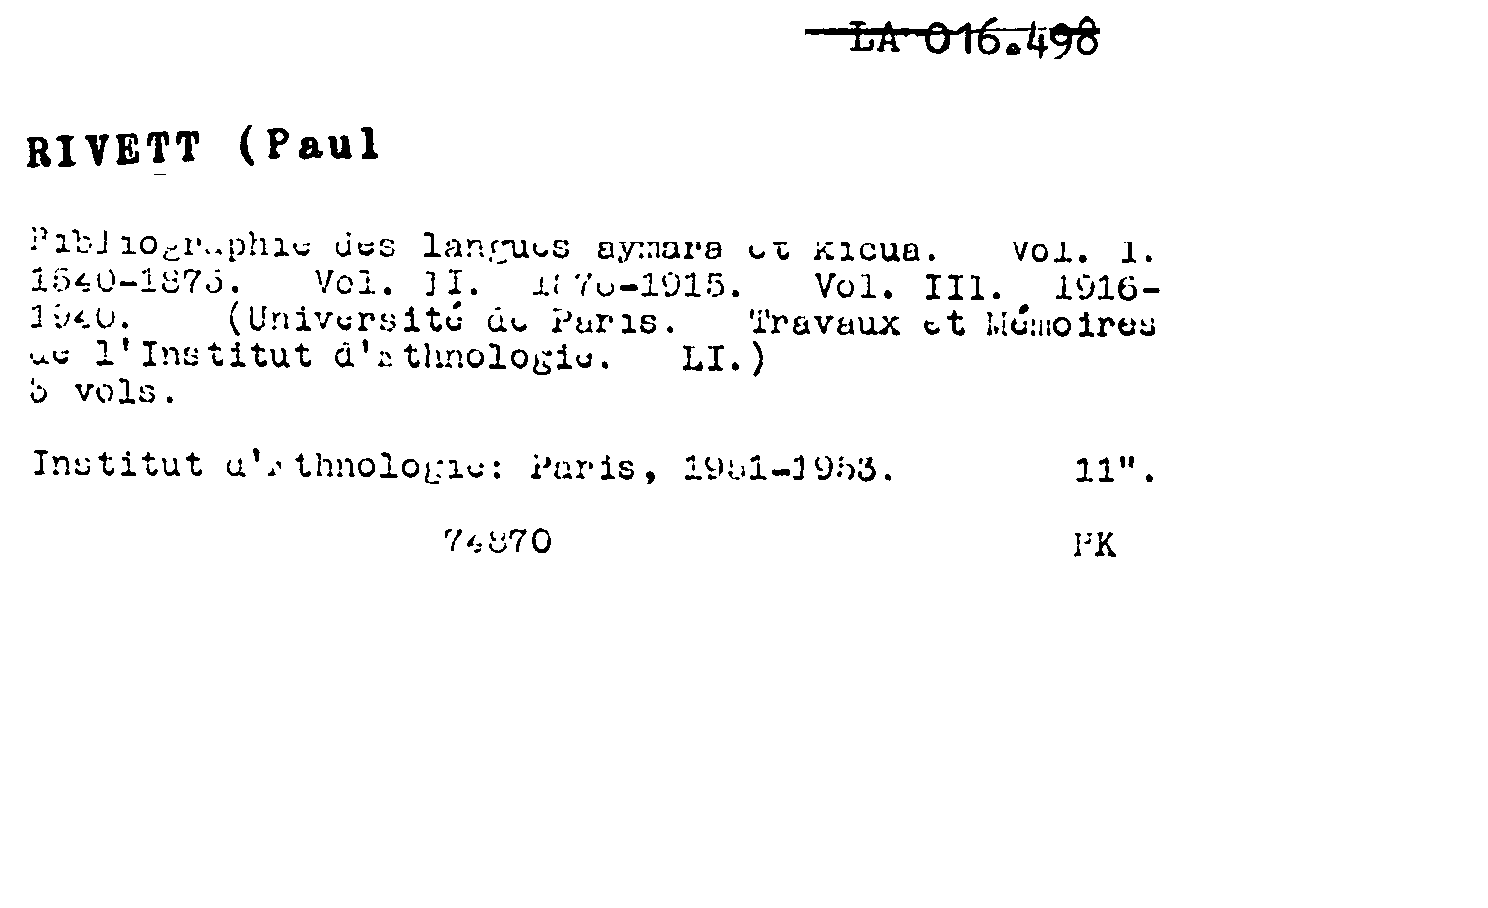 LA 016.498
RIVETT (Paul
Bibliographie des langues aymara et kicua. Vol. I.
1540-1875. Vol. II. 1876-1915. Vol. III. 1916-
1940. (Université de Paris. Travaux et Mémoires
de l'Institut d'Ethnologie. LI.)
vols.
Institut d'Ethnologie: Paris, 1951-1953. 11".
74870 PK